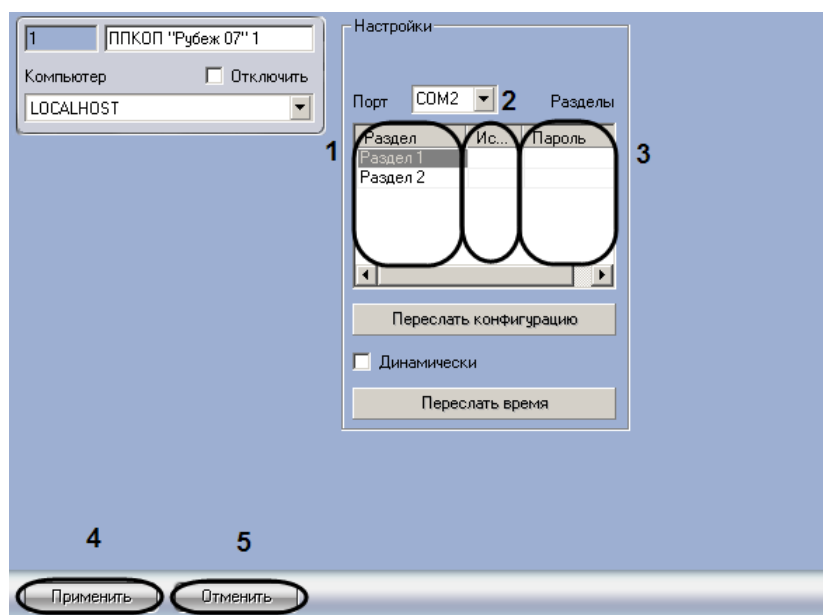 1 ППКОП "Рубеж 07" 1
Компьютер Отключить
LOCALHOST
Настройки
Порт COM2 2 Разделы
1 Раздел Ис... Пароль 3
Раздел 1
Раздел 2
Переслать конфигурацию
Динамически
Переслать время
4 5
Применить Отменить